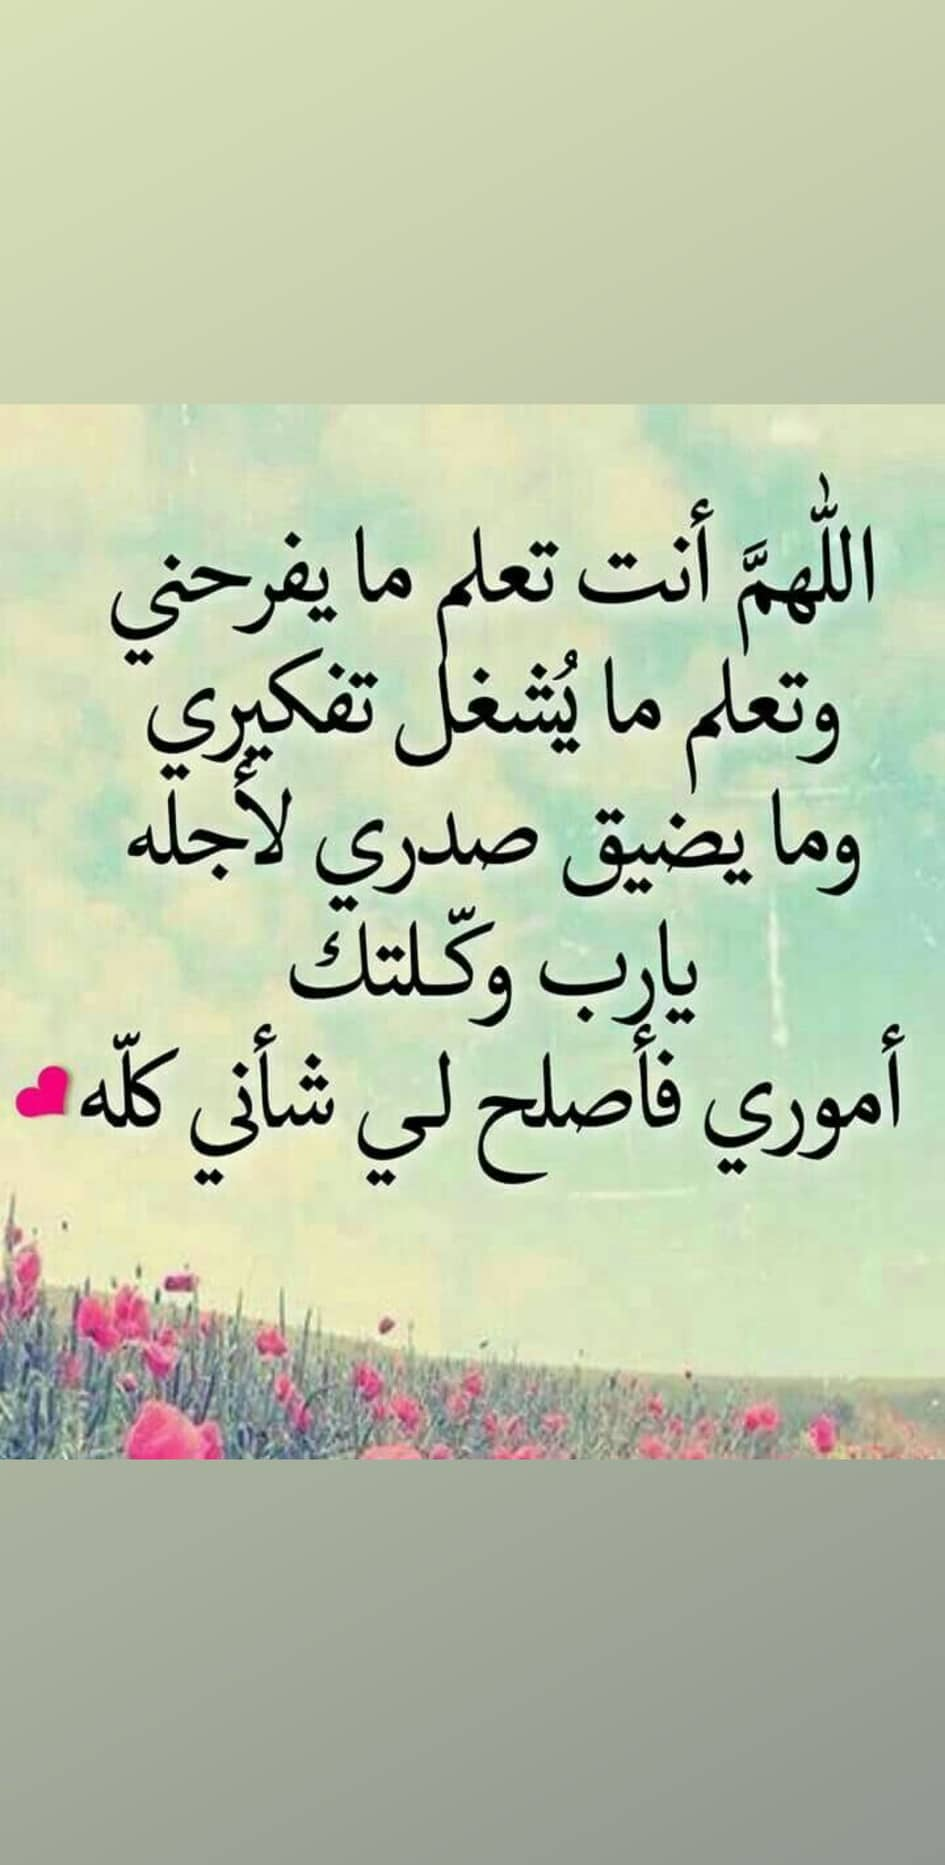 اللّٰهمَّ أنت تعلم ما يفرحني
وتعلم ما يُشغل تفكيري
وما يضيق صدري لأجله
يارب وكّلتك
أموري فأصلح لي شأني كلّه